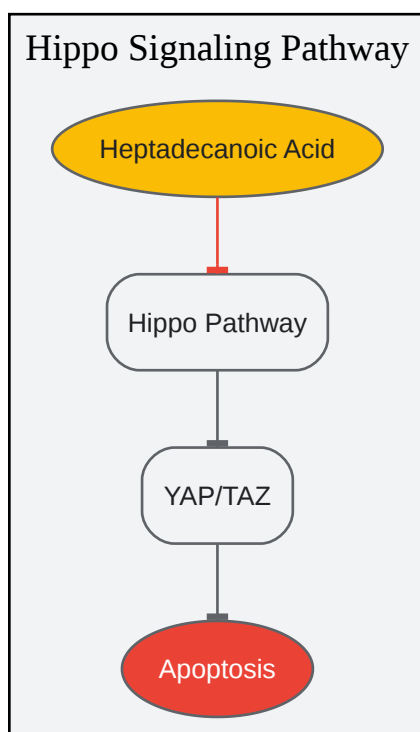 Hippo Signaling Pathway
Heptadecanoic Acid
Hippo Pathway
YAP/TAZ
Apoptosis